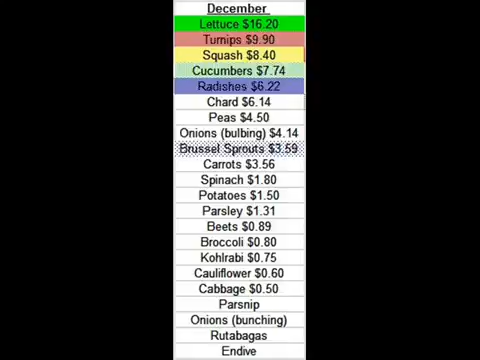 December
Lettuce $16.20
Turnips $9.90
Squash $8.40
Cucumbers $7.74
Radishes $6.22
Chard $6.14
Peas $4.50
Onions (bulbing) $4.14
Brussel Sprouts $3.59
Carrots $3.56
Spinach $1.80
Potatoes $1.50
Parsley $1.31
Beets $0.89
Broccoli $0.80
Kohlrabi $0.75
Cauliflower $0.60
Cabbage $0.50
Parsnip
Onions (bunching)
Rutabagas
Endive